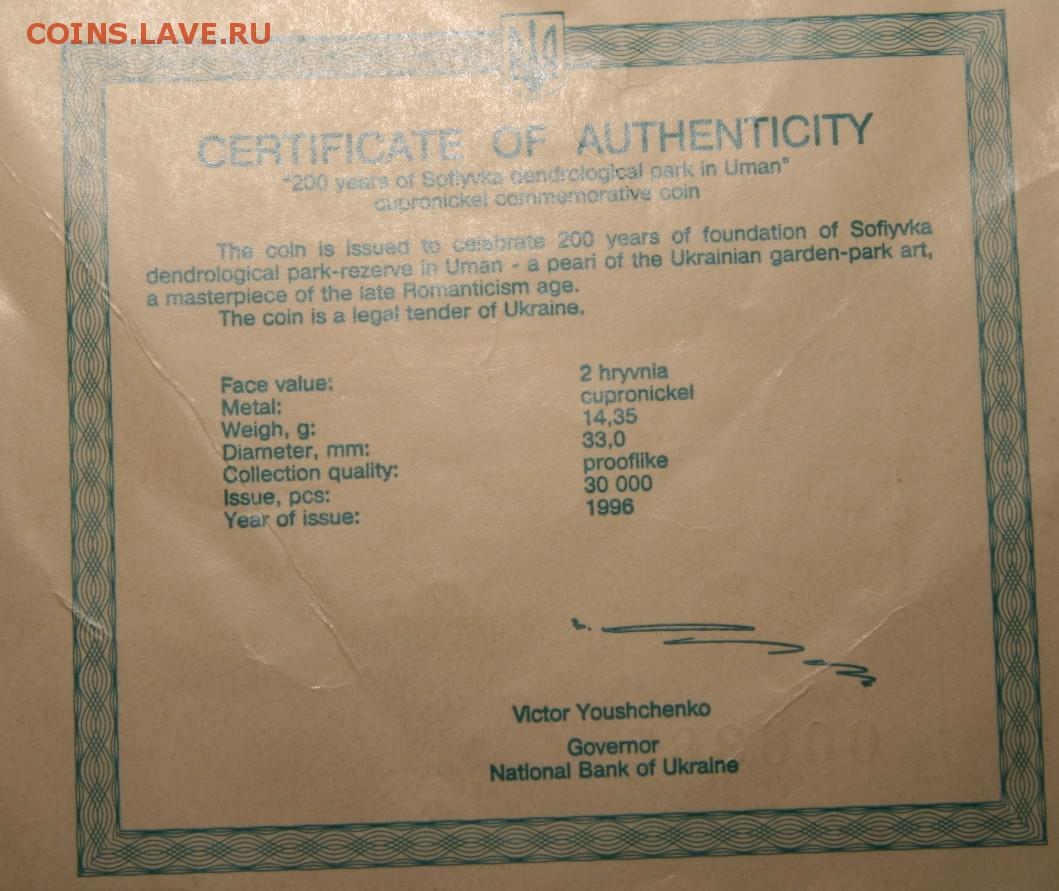 COINS.LAVE.RU
CERTIFICATE OF AUTHENTICITY
"200 years of Sofiyvka dendrological park in Uman"
cupronickel commemorative coin
The coin is issued to celebrate 200 years of foundation of Sofiyvka
dendrological park-rezerve in Uman - a pearl of the Ukrainian garden-park art,
a masterpiece of the late Romanticism age.
The coin is a legal tender of Ukraine.
Face value: 2 hryvnia
Metal: cupronickel
Weigh, g: 14,35
Diameter, mm: 33,0
Collection quality: prooflike
Issue, pcs: 30 000
Year of issue: 1996
Victor Youshchenko
Governor
National Bank of Ukraine